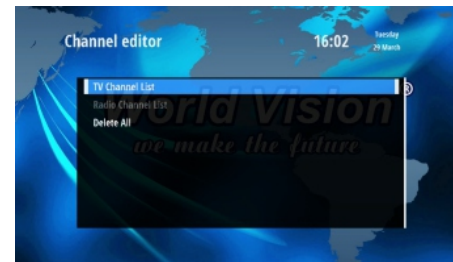 Channel editor
16:02
Tuesday
29 March
TV Channel List
Radio Channel List
Delete All
World Vision ®
we make the future